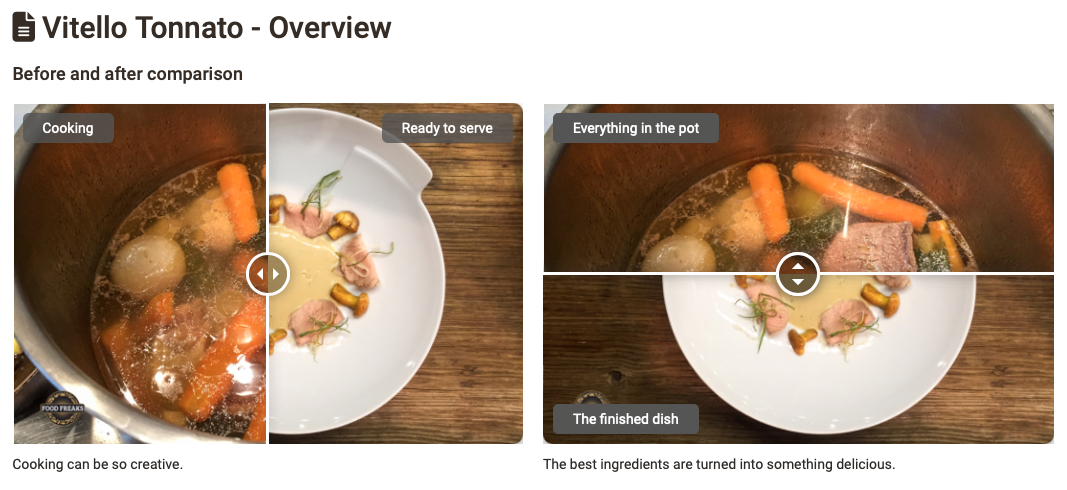 Vitello Tonnato - Overview
Before and after comparison
Cooking
Ready to serve
FOOD FREAKS
Cooking can be so creative.
Everything in the pot
The finished dish
The best ingredients are turned into something delicious.